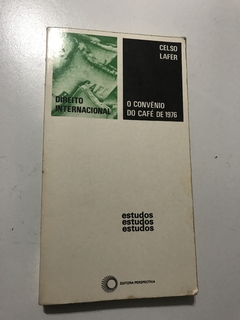 CELSO
LAFER
DIREITO
INTERNACIONAL
O CONVÊNIO
DO CAFÉ DE 1976
estudos
estudos
estudos
EDITORA PERSPECTIVA